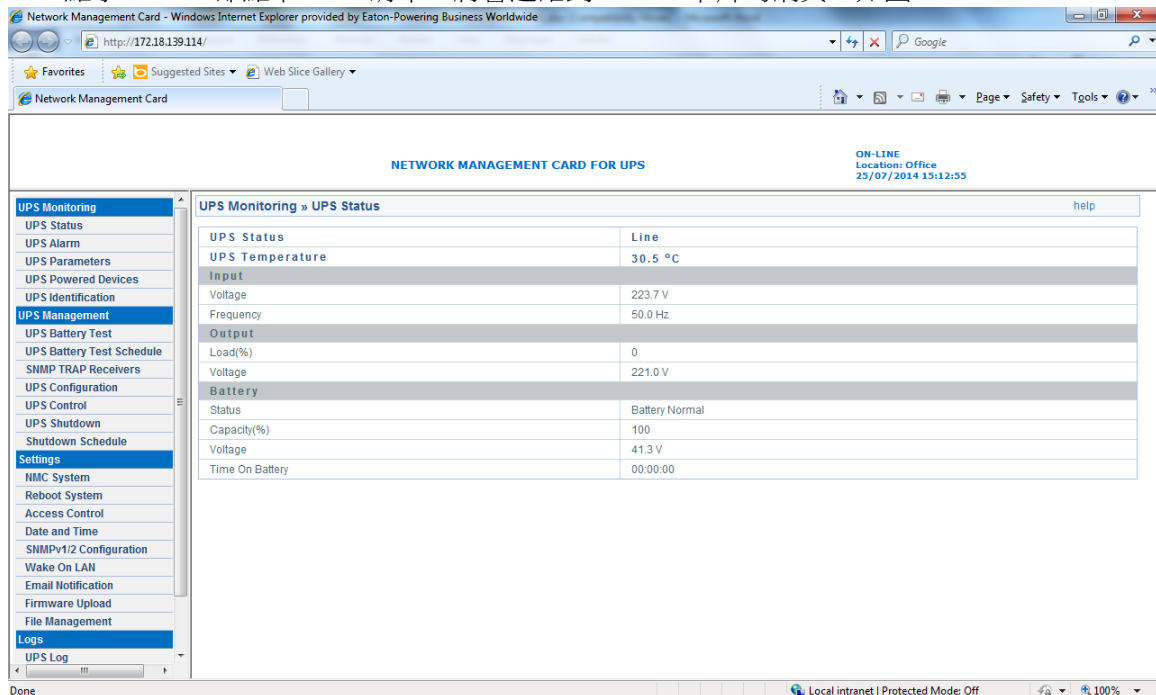 Network Management Card - Windows Internet Explorer provided by Eaton-Powering Business Worldwide
http://172.18.139.114/
Google
Favorites
Suggested Sites
Web Slice Gallery
Network Management Card
Page
Safety
Tools
NETWORK MANAGEMENT CARD FOR UPS
ON-LINE
Location: Office
25/07/2014 15:12:55
UPS Monitoring
UPS Status
UPS Alarm
UPS Parameters
UPS Powered Devices
UPS Identification
UPS Management
UPS Battery Test
UPS Battery Test Schedule
SNMP TRAP Receivers
UPS Configuration
UPS Control
UPS Shutdown
Shutdown Schedule
Settings
NMC System
Reboot System
Access Control
Date and Time
SNMPv1/2 Configuration
Wake On LAN
Email Notification
Firmware Upload
File Management
Logs
UPS Log
UPS Monitoring » UPS Status
help
UPS Status Line
UPS Temperature 30.5 ºC
Input
Voltage 223.7 V
Frequency 50.0 Hz
Output
Load(%) 0
Voltage 221.0 V
Battery
Status Battery Normal
Capacity(%) 100
Voltage 41.3 V
Time On Battery 00:00:00
Done
Local intranet | Protected Mode: Off
100%